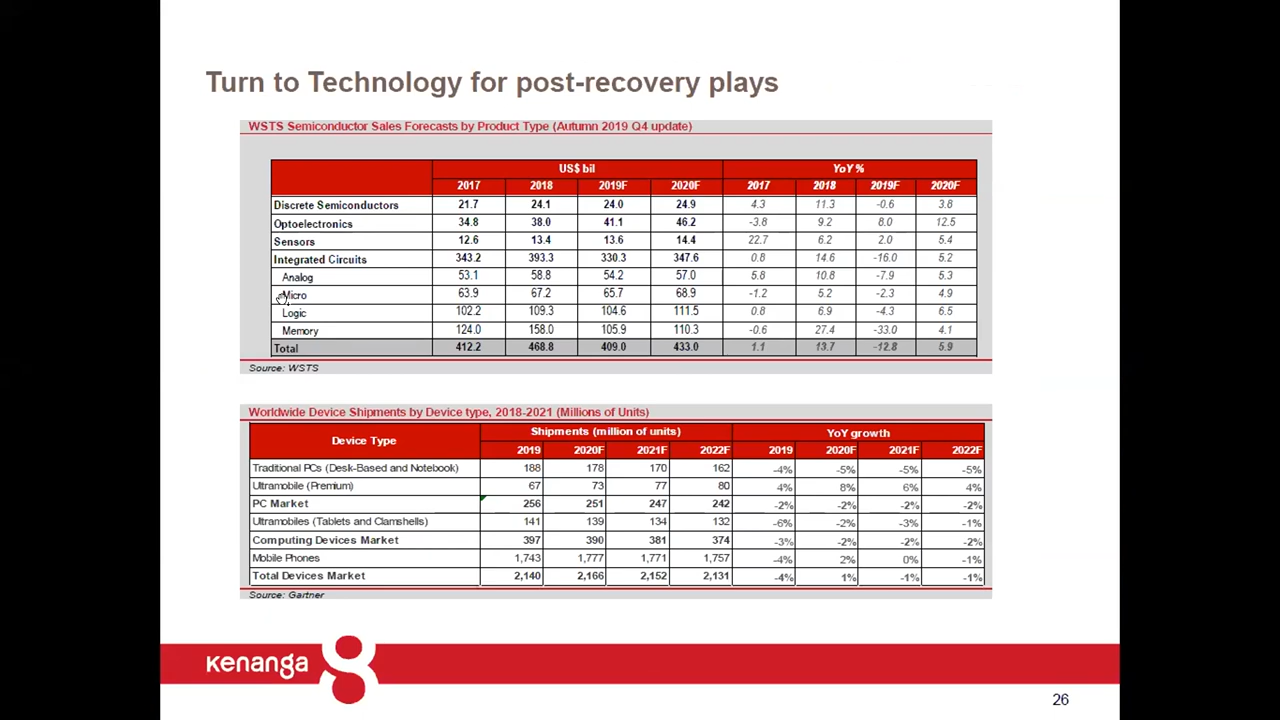 Turn to Technology for post-recovery plays
WSTS Semiconductor Sales Forecasts by Product Type (Autumn 2019 Q4 update)
US$ bil YoY %
2017 2018 2019F 2020F 2017 2018 2019F 2020F
Discrete Semiconductors 21.7 24.1 24.0 24.9 4.3 11.3 -0.6 3.8
Optoelectronics 34.8 38.0 41.1 46.2 -3.8 9.2 8.0 12.5
Sensors 12.6 13.4 13.6 14.4 22.7 6.2 2.0 5.4
Integrated Circuits 343.2 393.3 330.3 347.6 0.8 14.6 -16.0 5.2
Analog 53.1 58.8 54.2 57.0 5.8 10.8 -7.9 5.3
Micro 63.9 67.2 65.7 68.9 -1.2 5.2 -2.3 4.9
Logic 102.2 109.3 104.6 111.5 0.8 6.9 -4.3 6.5
Memory 124.0 158.0 105.9 110.3 -0.6 27.4 -33.0 4.1
Total 412.2 468.8 409.0 433.0 1.1 13.7 -12.8 5.9
Source: WSTS
Worldwide Device Shipments by Device type, 2018-2021 (Millions of Units)
Device Type Shipments (million of units) YoY growth
2019 2020F 2021F 2022F 2019 2020F 2021F 2022F
Traditional PCs (Desk-Based and Notebook) 188 178 170 162 -4% -5% -5% -5%
Ultramobile (Premium) 67 73 77 80 4% 8% 6% 4%
PC Market 256 251 247 242 -2% -2% -2% -2%
Ultramobiles (Tablets and Clamshells) 141 139 134 132 -6% -2% -3% -1%
Computing Devices Market 397 390 381 374 -3% -2% -2% -2%
Mobile Phones 1,743 1,777 1,771 1,757 -4% 2% 0% -1%
Total Devices Market 2,140 2,166 2,152 2,131 -4% 1% -1% -1%
Source: Gartner
kenanga
26